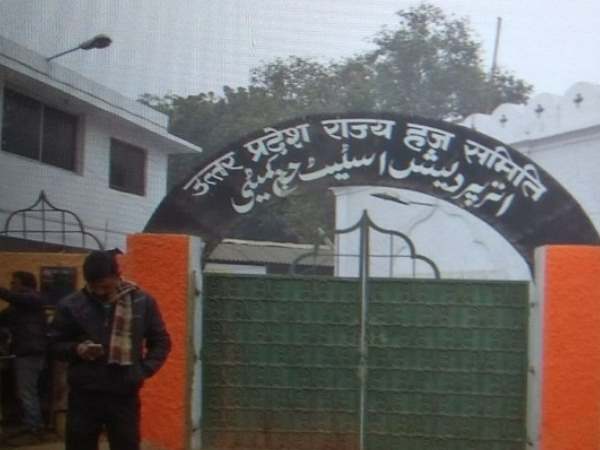 उत्तर प्रदेश राज्य हज समिति
اترپردیش اسٹیٹ حج کمیٹی